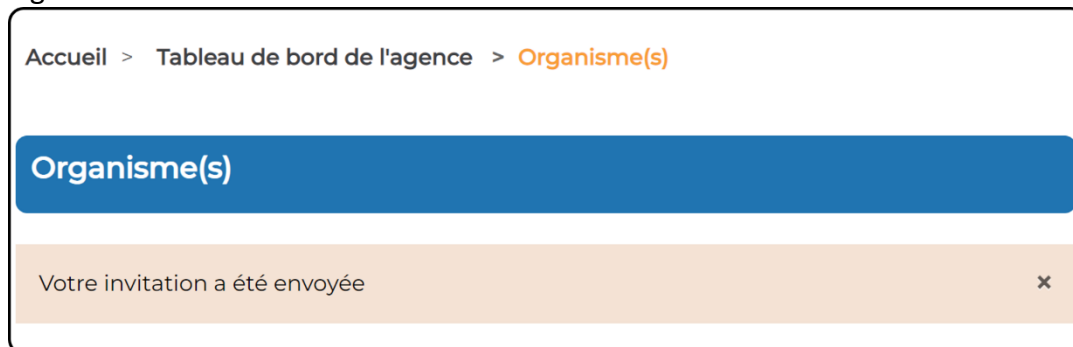 Accueil > Tableau de bord de l'agence > Organisme(s)
Organisme(s)
Votre invitation a été envoyée ×